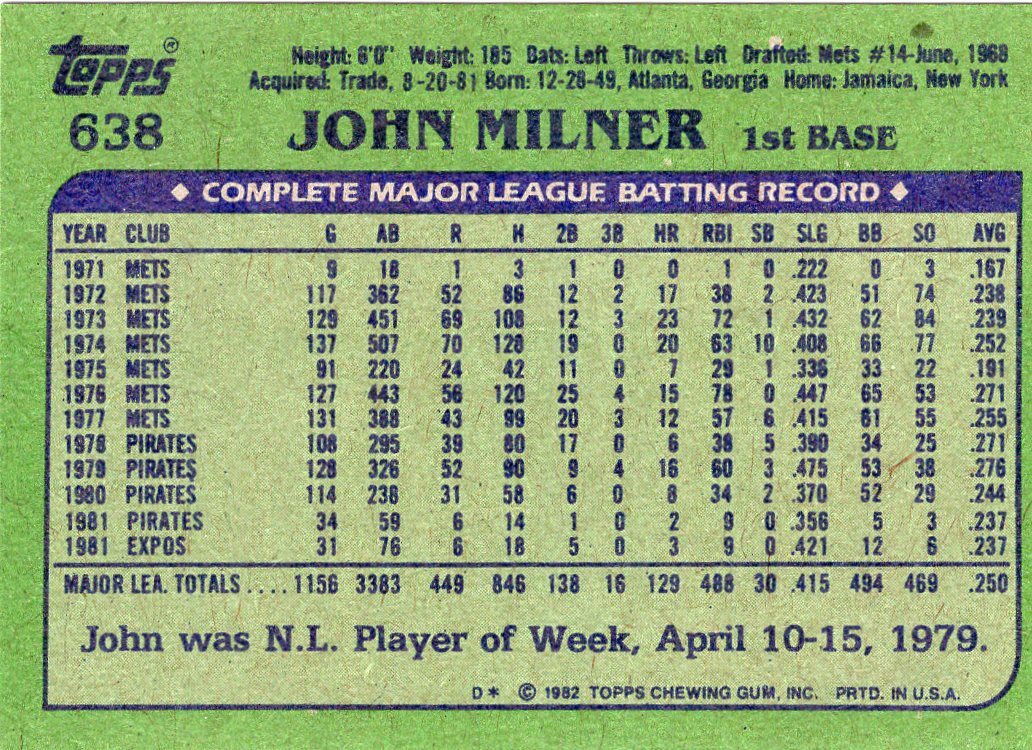 Topps®
Height: 6'0" Weight: 185 Bats: Left Throws: Left Drafted: Mets #14-June, 1968
Acquired: Trade, 8-20-81 Born: 12-28-49, Atlanta, Georgia Home: Jamaica, New York
638 JOHN MILNER 1st BASE
◆ COMPLETE MAJOR LEAGUE BATTING RECORD ◆
YEAR CLUB G AB R H 2B 3B HR RBI SB SLG BB SO AVG
1971 METS 9 18 1 3 1 0 0 1 0 .222 0 3 .167
1972 METS 117 362 52 86 12 2 17 38 2 .423 51 74 .238
1973 METS 129 451 69 108 12 3 23 72 1 .432 62 84 .239
1974 METS 137 507 70 128 19 0 20 63 10 .408 66 77 .252
1975 METS 91 220 24 42 11 0 7 29 1 .336 33 22 .191
1976 METS 127 443 56 120 25 4 15 78 0 .447 65 53 .271
1977 METS 131 388 43 99 20 3 12 57 6 .415 61 55 .255
1978 PIRATES 108 295 39 80 17 0 6 38 5 .390 34 25 .271
1979 PIRATES 128 326 52 90 9 4 16 60 3 .475 53 38 .276
1980 PIRATES 114 238 31 58 6 0 8 34 2 .370 52 29 .244
1981 PIRATES 34 59 6 14 1 0 2 9 0 .356 5 3 .237
1981 EXPOS 31 76 6 18 5 0 3 9 0 .421 12 6 .237
MAJOR LEA. TOTALS .... 1156 3383 449 846 138 16 129 488 30 .415 494 469 .250
John was N.L. Player of Week, April 10-15, 1979.
D* © 1982 TOPPS CHEWING GUM, INC. PRTD. IN U.S.A.